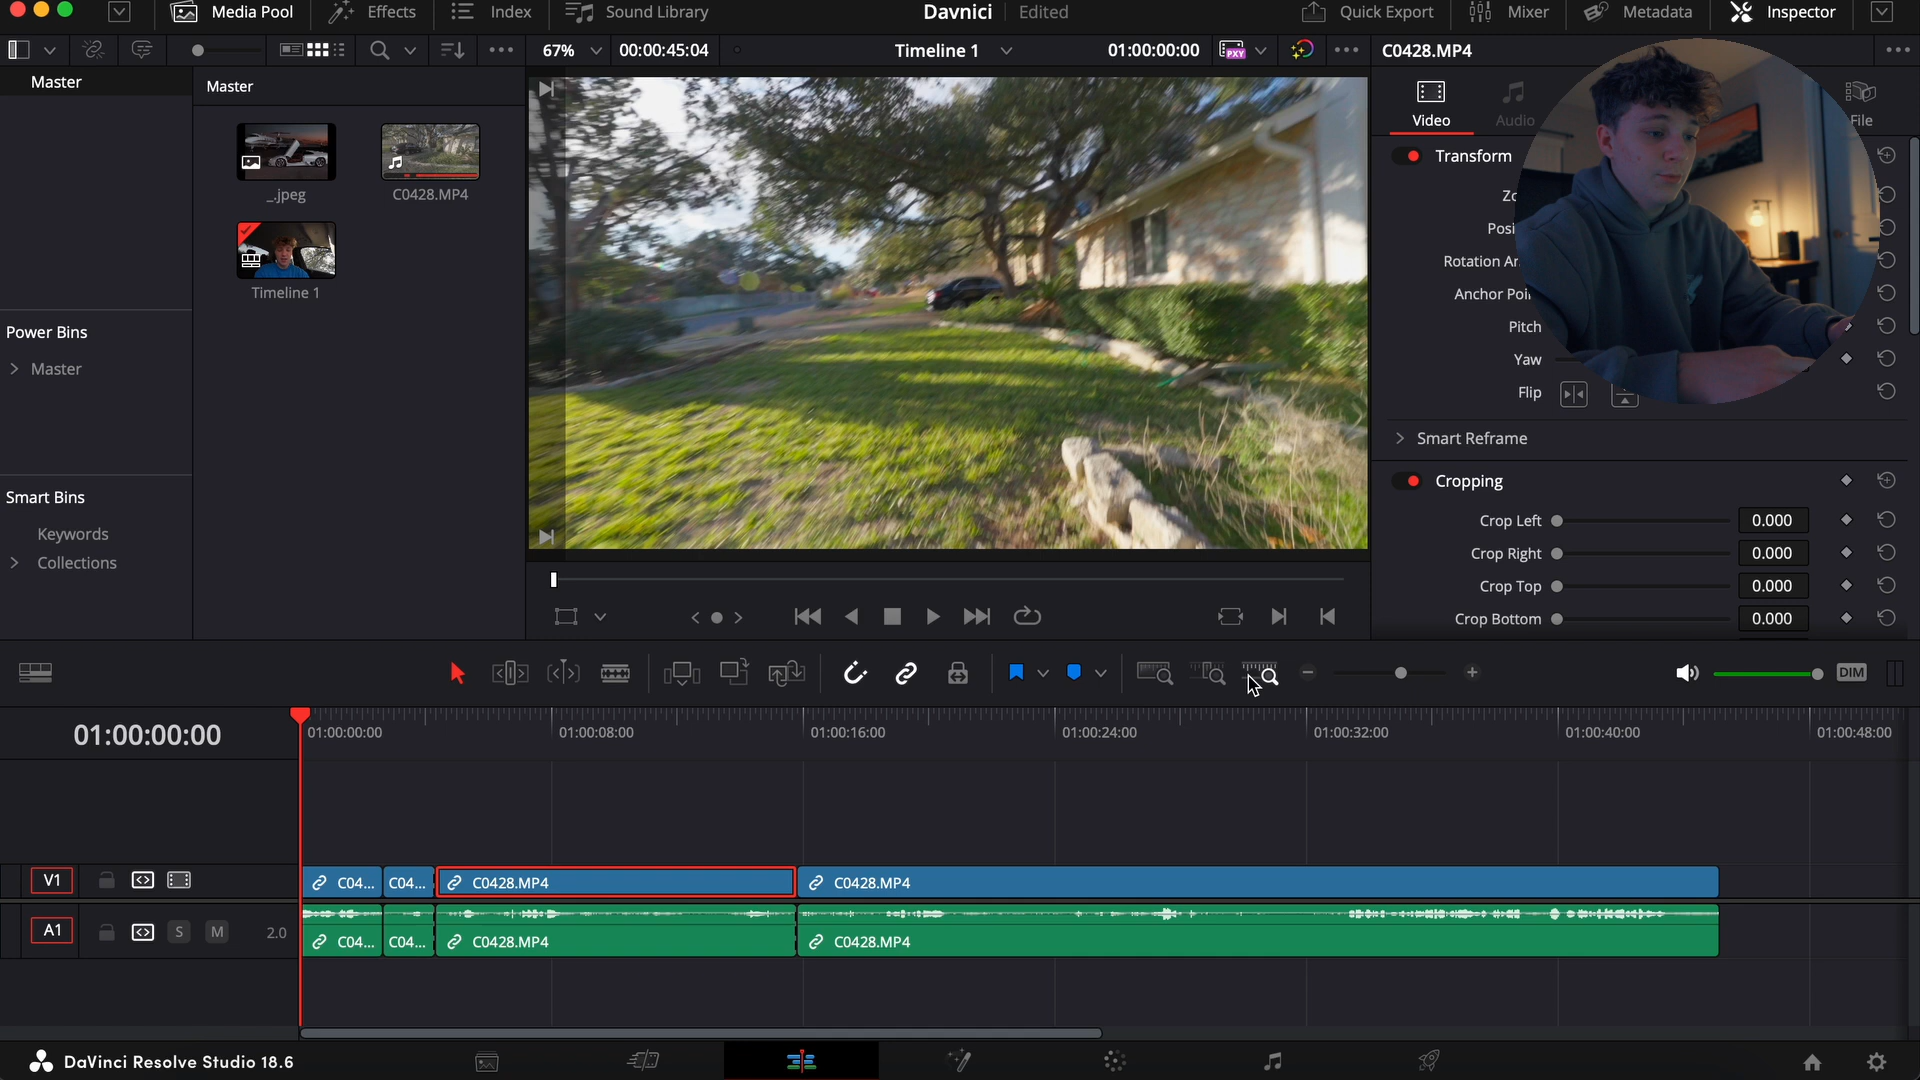 Media Pool
Effects
Index
Sound Library
Davnici
Edited
Quick Export
Mixer
Metadata
Inspector
67%
00:00:45:04
Timeline 1
01:00:00:00
PXY
C0428.MP4
Master
Master
Video
Audio
File
_.jpeg
C0428.MP4
Timeline 1
Transform
Zo
Posi
Rotation An
Anchor Poi
Pitch
Yaw
Flip
Smart Reframe
Cropping
Crop Left
0.000
Crop Right
0.000
Crop Top
0.000
Crop Bottom
0.000
Power Bins
Master
Smart Bins
Keywords
Collections
DIM
01:00:00:00
01:00:00:00
01:00:08:00
01:00:16:00
01:00:24:00
01:00:32:00
01:00:40:00
01:00:48:00
V1
C04...
C04...
C0428.MP4
C0428.MP4
A1
S
M
2.0
C04...
C04...
C0428.MP4
C0428.MP4
DaVinci Resolve Studio 18.6